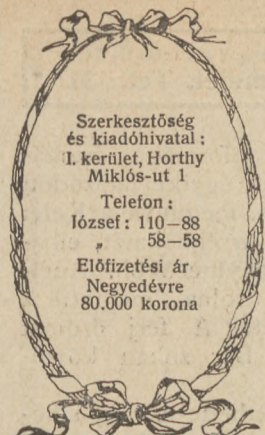 Szerkesztőség
és kiadóhivatal :
I. kerület, Horthy
Miklós-ut 1
Telefon :
József : 110—88
„ 58—58
Előfizetési ár
Negyedévre
80.000 korona